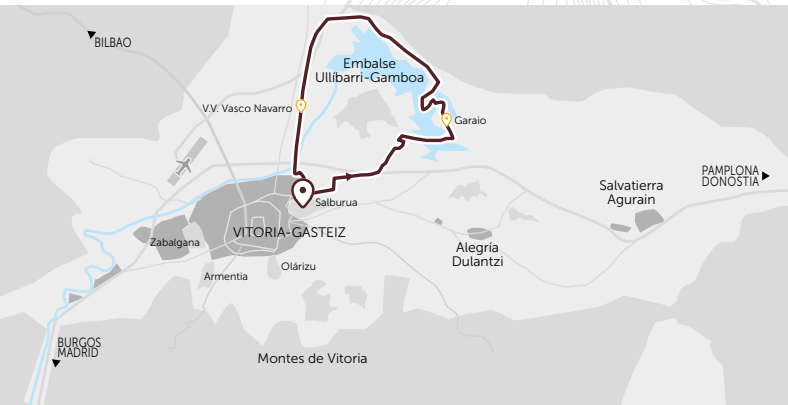 BILBAO
Embalse
Ullíbarri-Gamboa
V.V. Vasco Navarro
Garaio
PAMPLONA
DONOSTIA
Salvatierra
Agurain
Salburua
VITORIA-GASTEIZ
Zabalgana
Alegría
Dulantzi
Olárizu
Armentia
BURGOS
MADRID
Montes de Vitoria